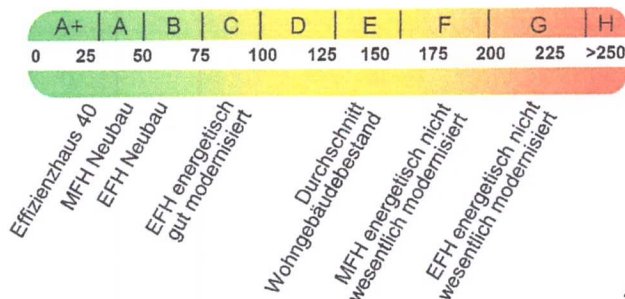 A+ | A | B | C | D | E | F | G | H
0 25 50 75 100 125 150 175 200 225 >250
Effizienzhaus 40
MFH Neubau
EFH Neubau
EFH energetisch
gut modernisiert
Durchschnitt
Wohngebäudebestand
MFH energetisch nicht
wesentlich modernisiert
EFH energetisch nicht
wesentlich modernisiert